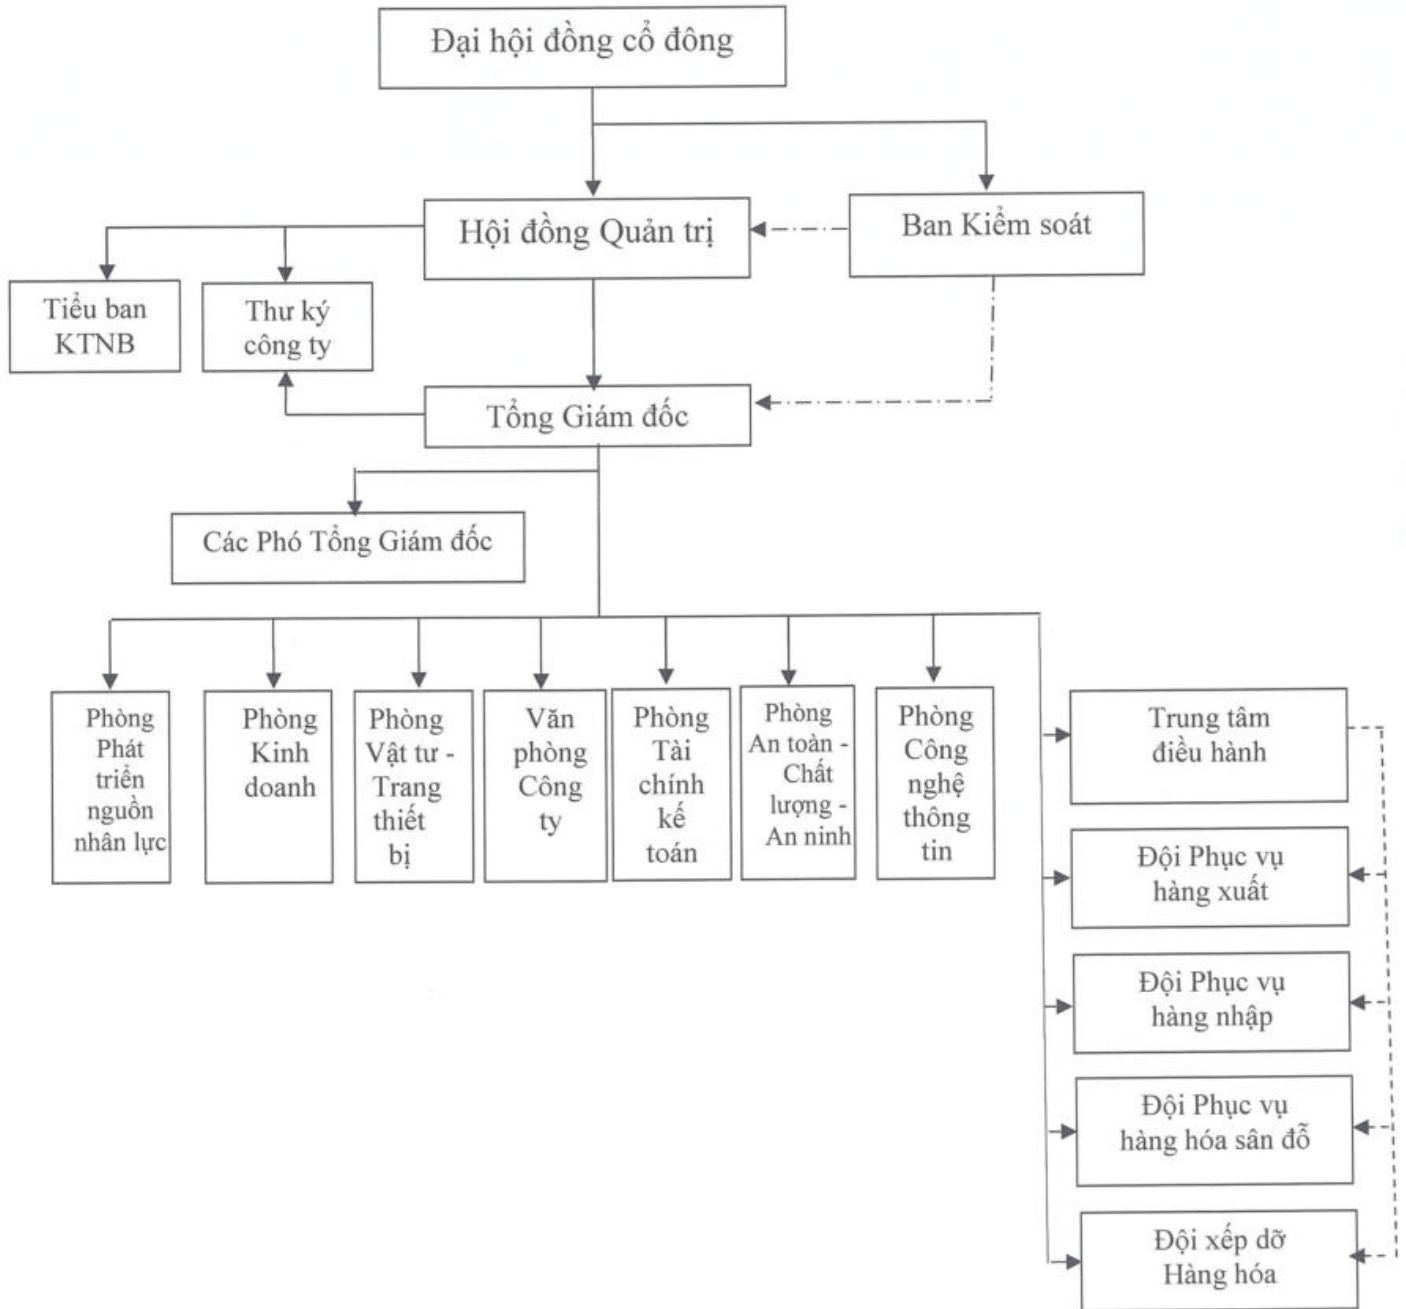 Đại hội đồng cổ đông
Hội đồng Quản trị
Ban Kiểm soát
Tiểu ban
KTNB
Thư ký
công ty
Tổng Giám đốc
Các Phó Tổng Giám đốc
Phòng
Phát
triển
nguồn
nhân lực
Phòng
Kinh
doanh
Phòng
Vật tư -
Trang
thiết
bị
Văn
phòng
Công
ty
Phòng
Tài
chính
kế
toán
Phòng
An toàn -
Chất
lượng -
An ninh
Phòng
Công
nghệ
thông
tin
Trung tâm
điều hành
Đội Phục vụ
hàng xuất
Đội Phục vụ
hàng nhập
Đội Phục vụ
hàng hóa sân đỗ
Đội xếp dỡ
Hàng hóa